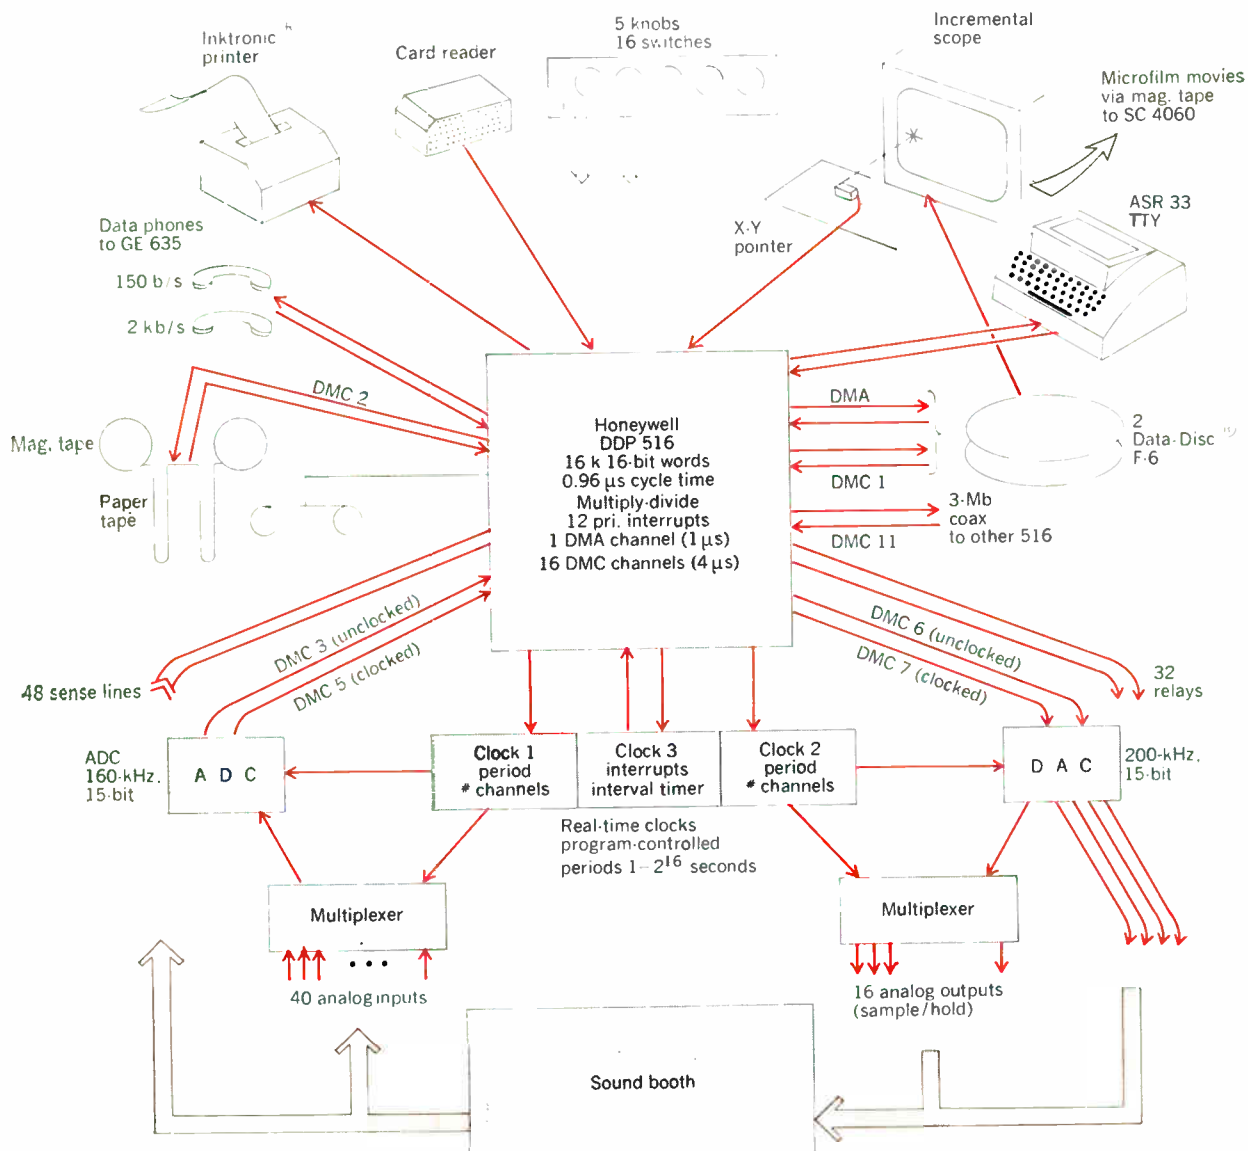 Inktronic
printer
Card reader
5 knobs
16 switches
Incremental
scope
Microfilm movies
via mag. tape
to SC 4060
Data phones
to GE 635
150 b/s
2 kb/s
X-Y
pointer
ASR 33
TTY
DMC 2
Mag. tape
Paper
tape
Honeywell
DDP 516
16 k 16-bit words
0.96 µs cycle time
Multiply-divide
12 pri. interrupts
1 DMA channel (1 µs)
16 DMC channels (4 µs)
DMA
DMC 1
2
Data-Disc
F-6
3-Mb
coax
to other 516
DMC 11
DMC 3 (unclocked)
DMC 5 (clocked)
DMC 6 (unclocked)
DMC 7 (clocked)
48 sense lines
32
relays
ADC
160-kHz,
15-bit
A D C
Clock 1
period
# channels
Clock 3
interrupts
interval timer
Clock 2
period
# channels
D A C
200-kHz,
15-bit
Real-time clocks
program-controlled
periods 1–2¹⁶ seconds
Multiplexer
Multiplexer
40 analog inputs
16 analog outputs
(sample/hold)
Sound booth